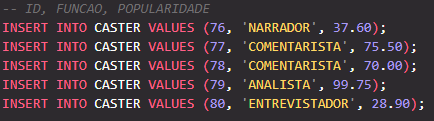 -- ID, FUNCAO, POPULARIDADE
INSERT INTO CASTER VALUES (76, 'NARRADOR', 37.60);
INSERT INTO CASTER VALUES (77, 'COMENTARISTA', 75.50);
INSERT INTO CASTER VALUES (78, 'COMENTARISTA', 70.00);
INSERT INTO CASTER VALUES (79, 'ANALISTA', 99.75);
INSERT INTO CASTER VALUES (80, 'ENTREVISTADOR', 28.90);